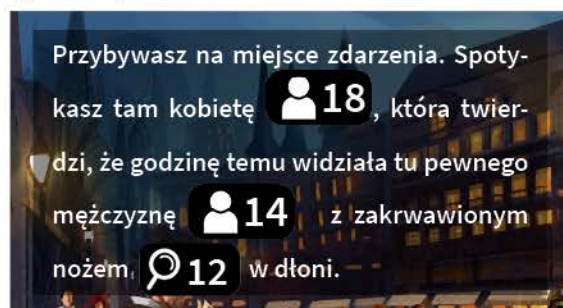 Przybywasz na miejsce zdarzenia. Spoty-
kasz tam kobietę 18, która twier-
dzi, że godzinę temu widziała tu pewnego
mężczyznę 14 z zakrwawionym
nożem 12 w dłoni.